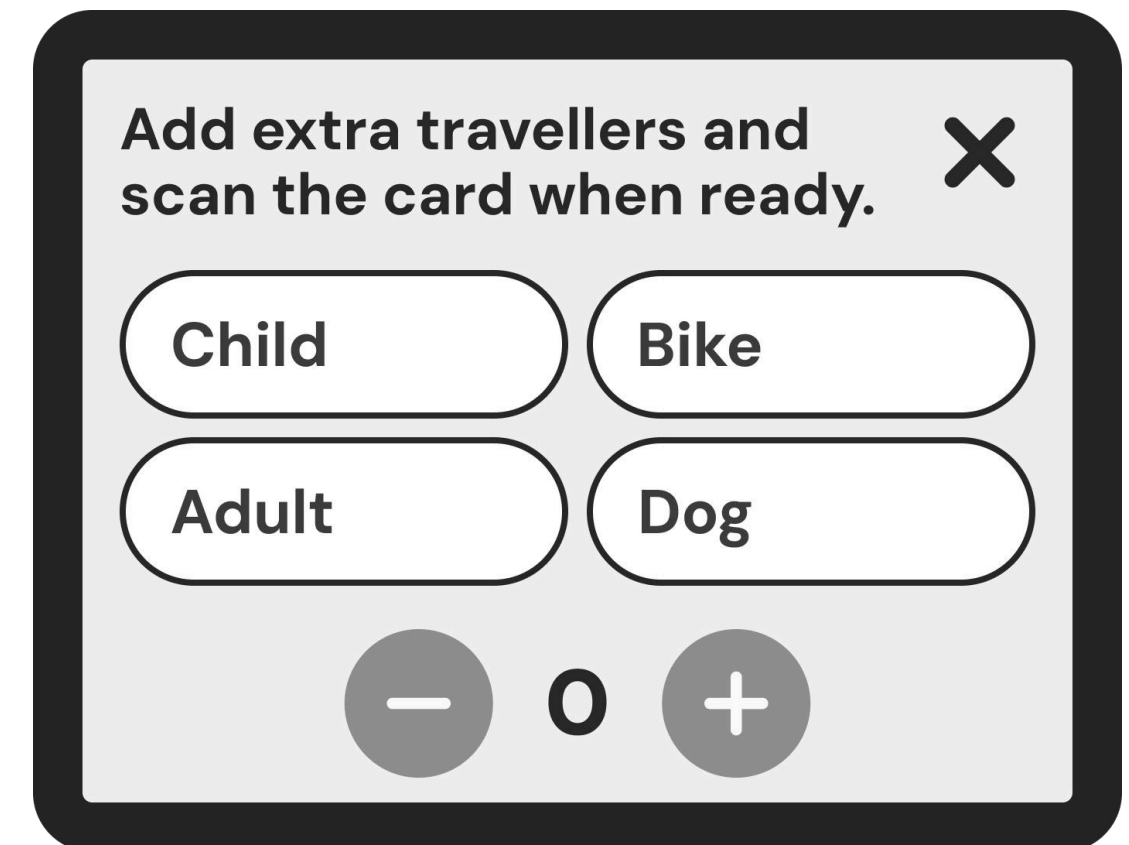 Add extra travellers and
scan the card when ready.
Child
Bike
Adult
Dog
0